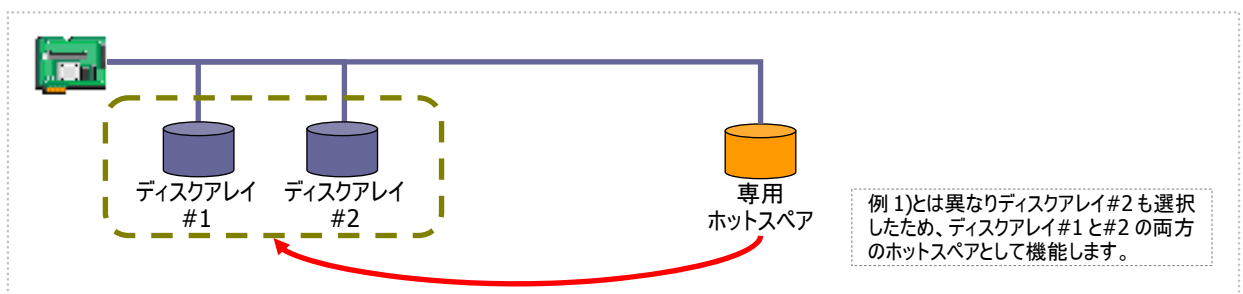 ディスクアレイ
#1
ディスクアレイ
#2
専用
ホットスペア
例 1)とは異なりディスクアレイ#2 も選択
したため、ディスクアレイ#1 と#2 の両方
のホットスペアとして機能します。